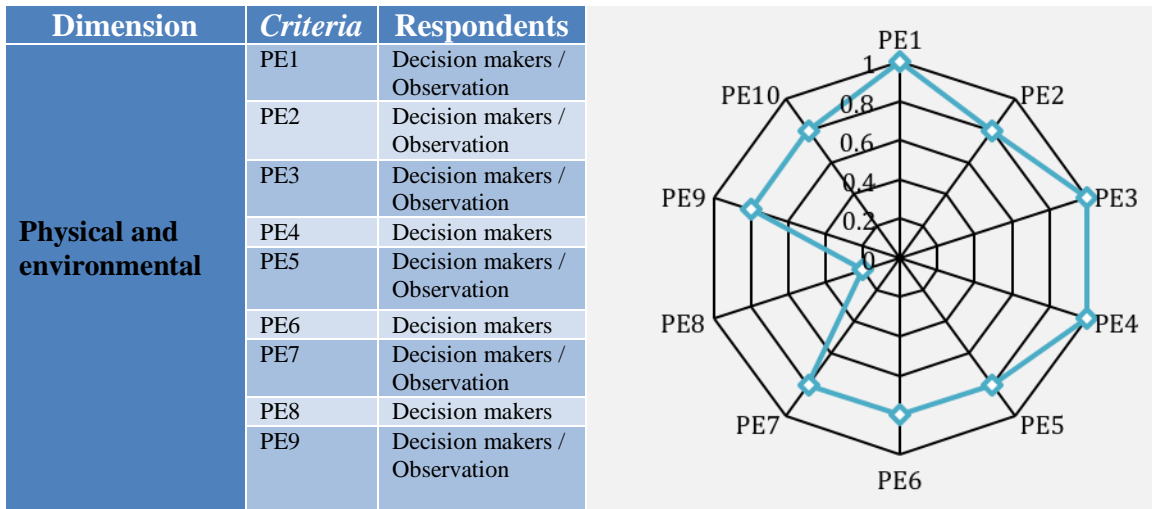 Dimension Criteria Respondents
Physical and
environmental
PE1 Decision makers /
Observation
PE2 Decision makers /
Observation
PE3 Decision makers /
Observation
PE4 Decision makers
PE5 Decision makers /
Observation
PE6 Decision makers
PE7 Decision makers /
Observation
PE8 Decision makers
PE9 Decision makers /
Observation
PE1
PE2
PE3
PE4
PE5
PE6
PE7
PE8
PE9
PE10
1
0.8
0.6
0.4
0.2
0